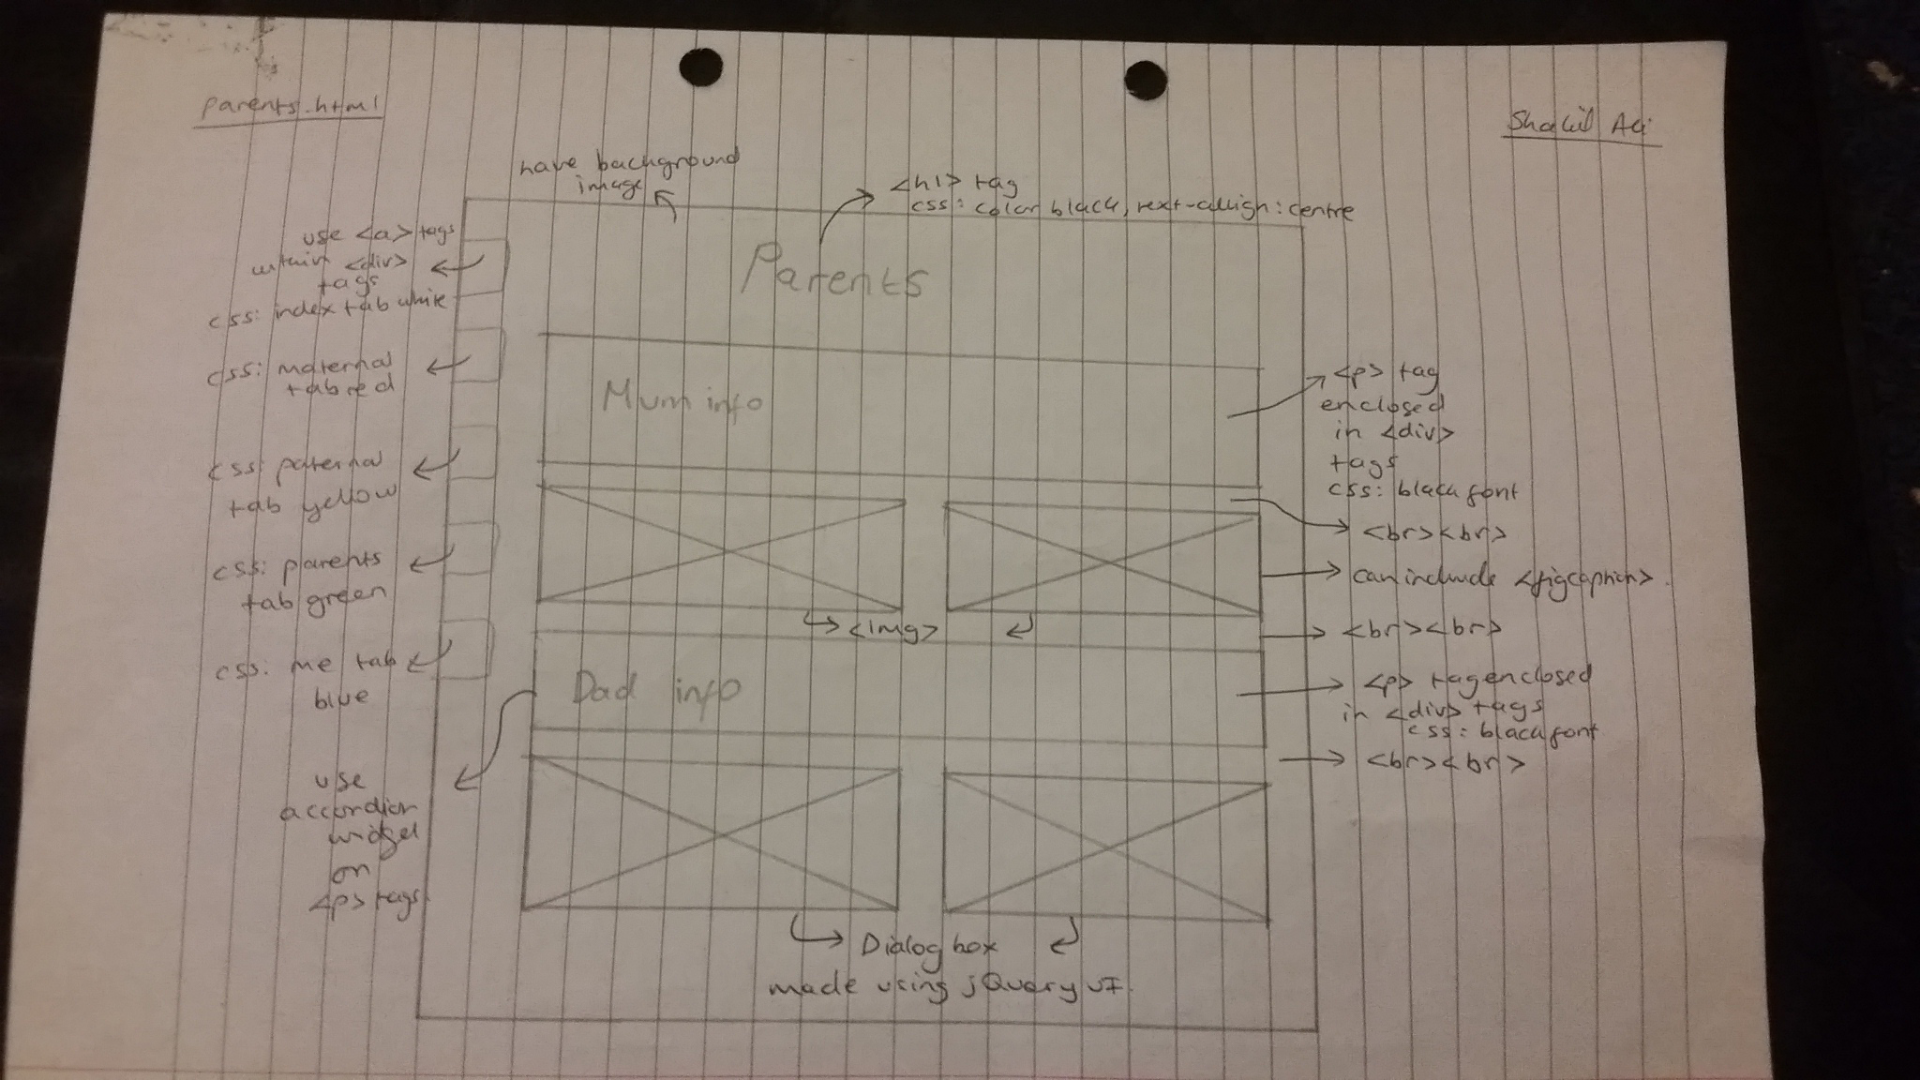 parents.html
Shakil Ali
have background
image
<h1> tag
css: color black, text-allign: centre
use <a> tags
within <div>
tags
css: index tab white
Parents
css: maternal
tab red
Mum info
<p> tag
enclosed
in <div>
tags
css: black font
css: paternal
tab yellow
<br><br>
css: parents
tab green
can include <figcaption>.
<img>
<br><br>
css: me tab
blue
Dad info
<p> tag enclosed
in <div> tags
css: black font
<br><br>
use
accordion
widget
on
<p> tags.
Dialog box
made using jQuery UI.